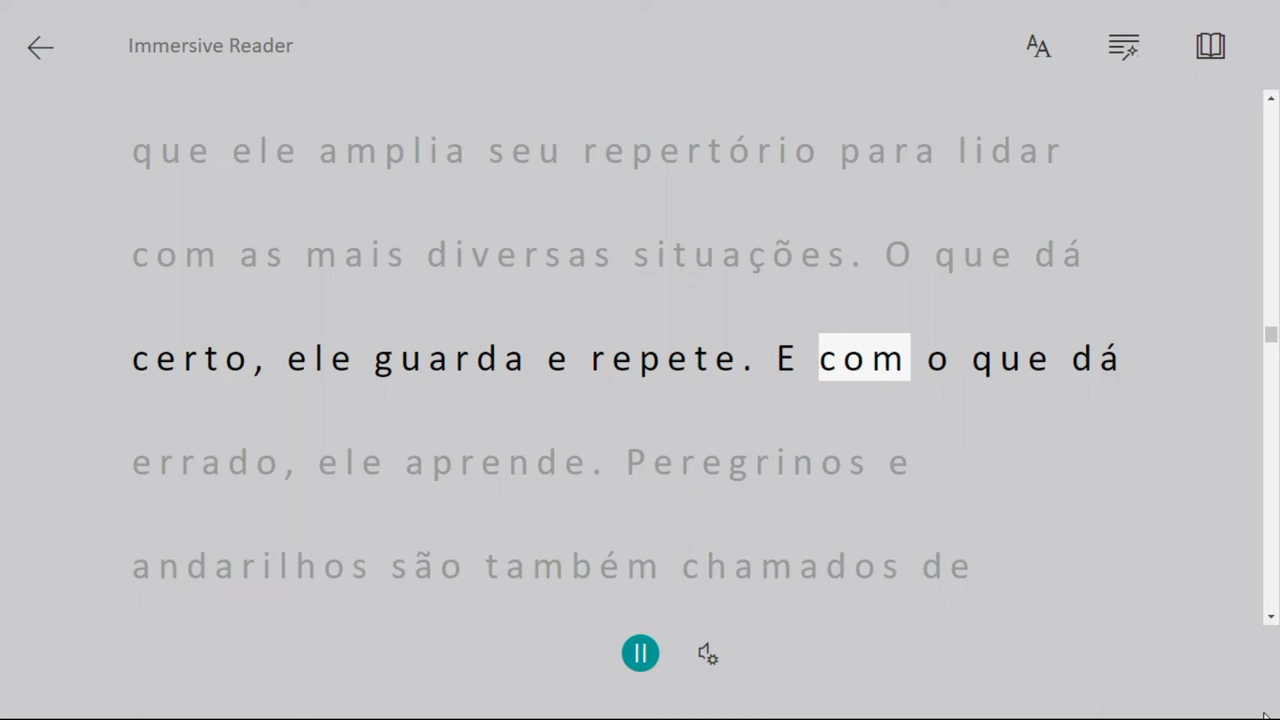 Immersive Reader
que ele amplia seu repertório para lidar
com as mais diversas situações. O que dá
certo, ele guarda e repete. E com o que dá
errado, ele aprende. Peregrinos e
andarilhos são também chamados de